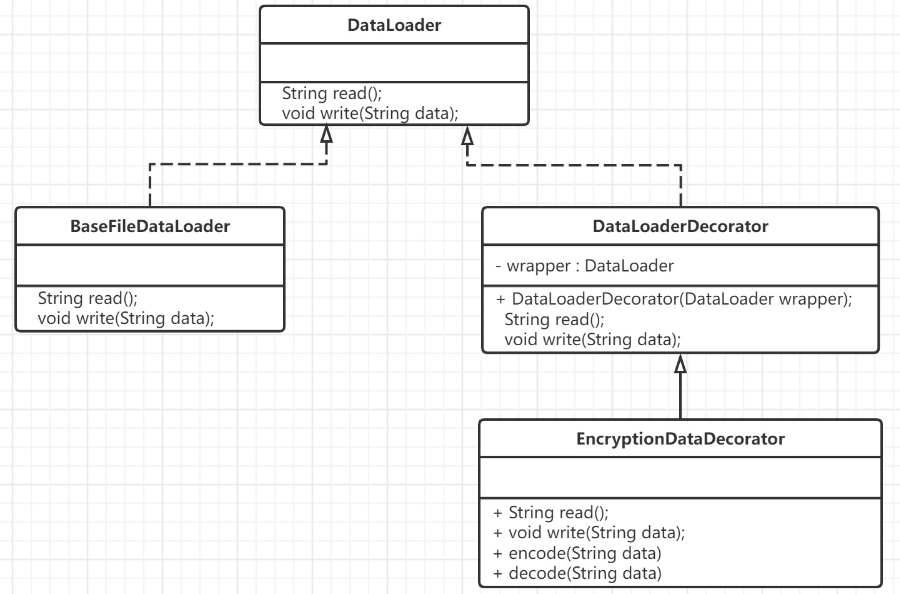 DataLoader
String read();
void write(String data);
BaseFileDataLoader
String read();
void write(String data);
DataLoaderDecorator
- wrapper : DataLoader
+ DataLoaderDecorator(DataLoader wrapper);
String read();
void write(String data);
EncryptionDataDecorator
+ String read();
+ void write(String data);
+ encode(String data)
+ decode(String data)